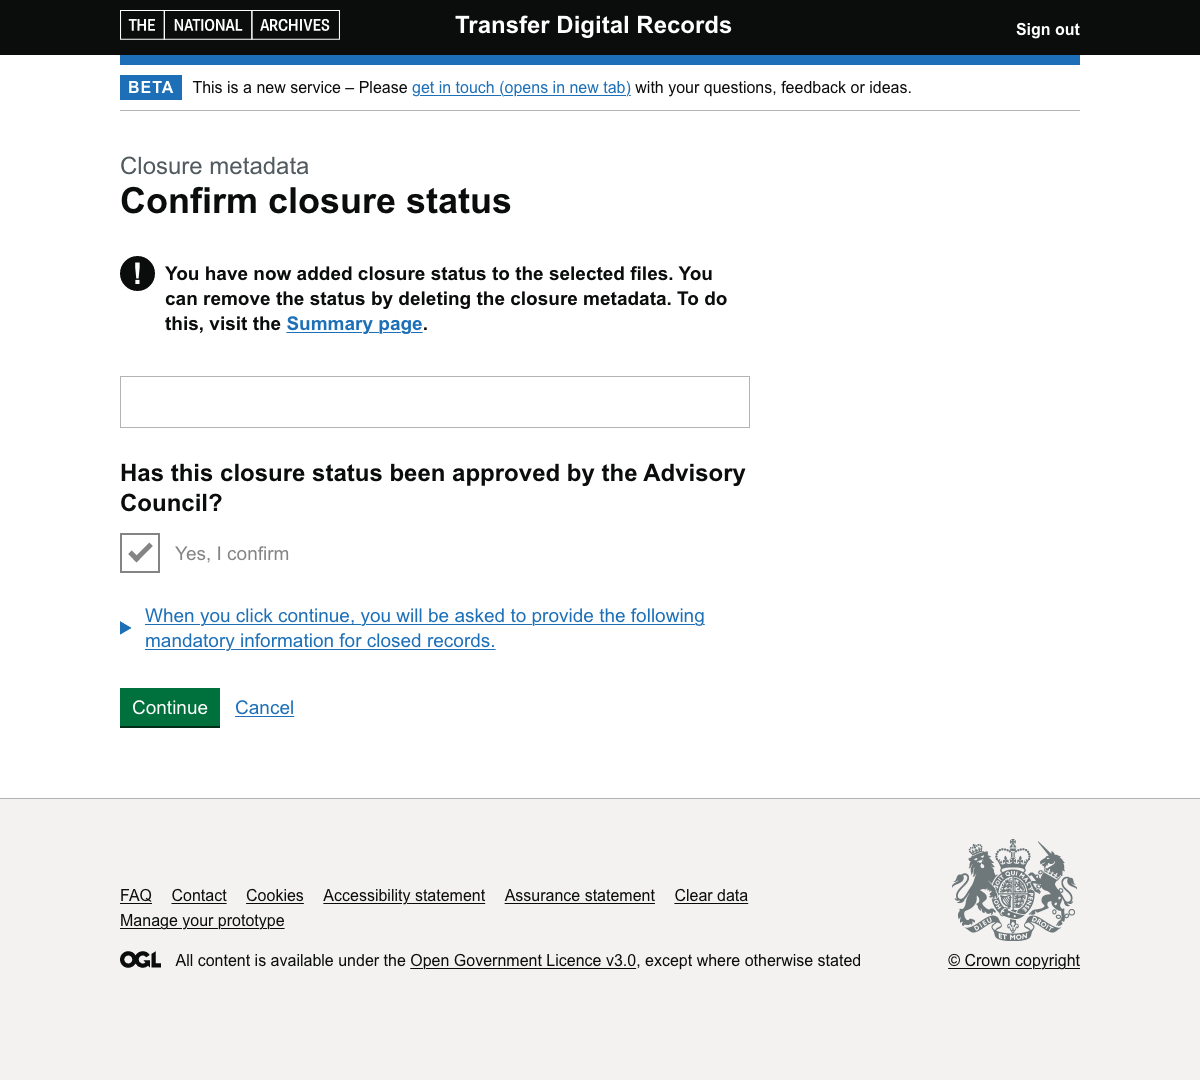 THE NATIONAL ARCHIVES
Transfer Digital Records
Sign out
BETA This is a new service – Please get in touch (opens in new tab) with your questions, feedback or ideas.
Closure metadata
Confirm closure status
! You have now added closure status to the selected files. You
can remove the status by deleting the closure metadata. To do
this, visit the Summary page.
Has this closure status been approved by the Advisory
Council?
Yes, I confirm
When you click continue, you will be asked to provide the following
mandatory information for closed records.
Continue Cancel
FAQ Contact Cookies Accessibility statement Assurance statement Clear data
Manage your prototype
DIEU ET MON DROIT
OGL All content is available under the Open Government Licence v3.0, except where otherwise stated
© Crown copyright